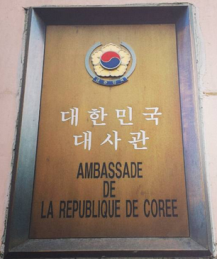 대한민국
대사관
AMBASSADE
DE
LA REPUBLIQUE DE COREE